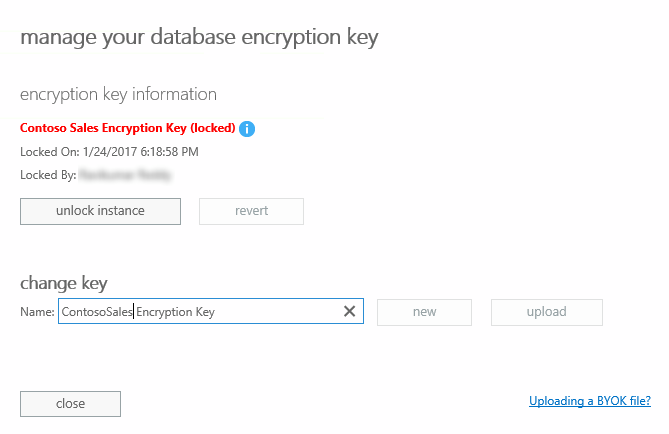 manage your database encryption key
encryption key information
Contoso Sales Encryption Key (locked)
Locked On: 1/24/2017 6:18:58 PM
Locked By:
unlock instance revert
change key
Name: ContosoSales Encryption Key new upload
close Uploading a BYOK file?